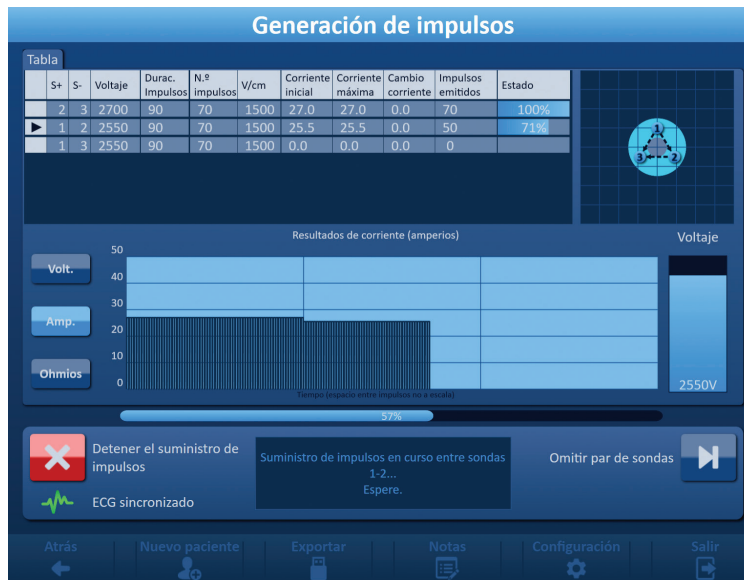 Generación de impulsos
Tabla
S+ S- Voltaje Durac. Impulsos N.º impulsos V/cm Corriente inicial Corriente máxima Cambio corriente Impulsos emitidos Estado
2 3 2700 90 70 1500 27.0 27.0 0.0 70 100%
1 2 2550 90 70 1500 25.5 25.5 0.0 50 71%
1 3 2550 90 70 1500 0.0 0.0 0.0 0
1
3 2
Resultados de corriente (amperios)
Voltaje
50
40
30
20
10
0
Volt.
Amp.
Ohmios
2550V
Tiempo (espacio entre impulsos no a escala)
57%
Detener el suministro de
impulsos
ECG sincronizado
Suministro de impulsos en curso entre sondas
1-2...
Espere.
Omitir par de sondas
Atrás Nuevo paciente Exportar Notas Configuración Salir